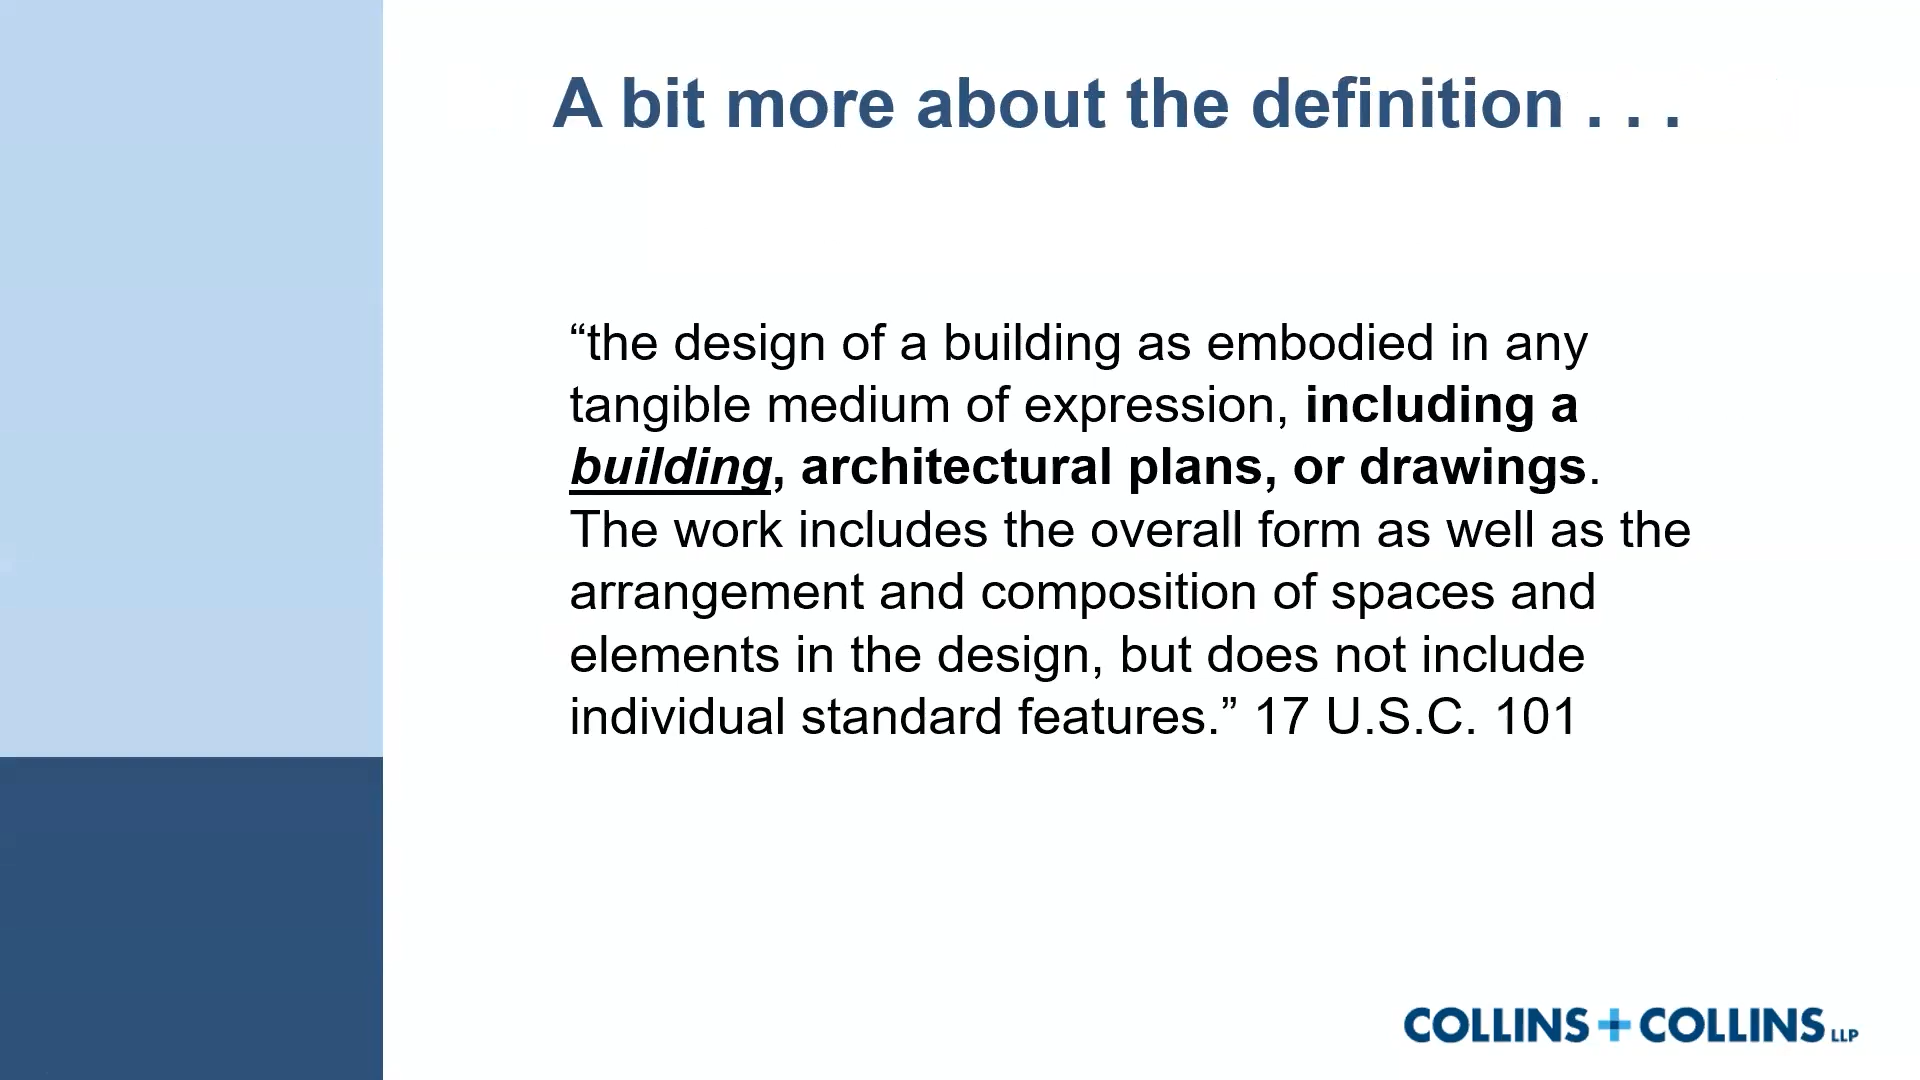 A bit more about the definition . . .
“the design of a building as embodied in any
tangible medium of expression, including a
building, architectural plans, or drawings.
The work includes the overall form as well as the
arrangement and composition of spaces and
elements in the design, but does not include
individual standard features.” 17 U.S.C. 101
COLLINS + COLLINS LLP